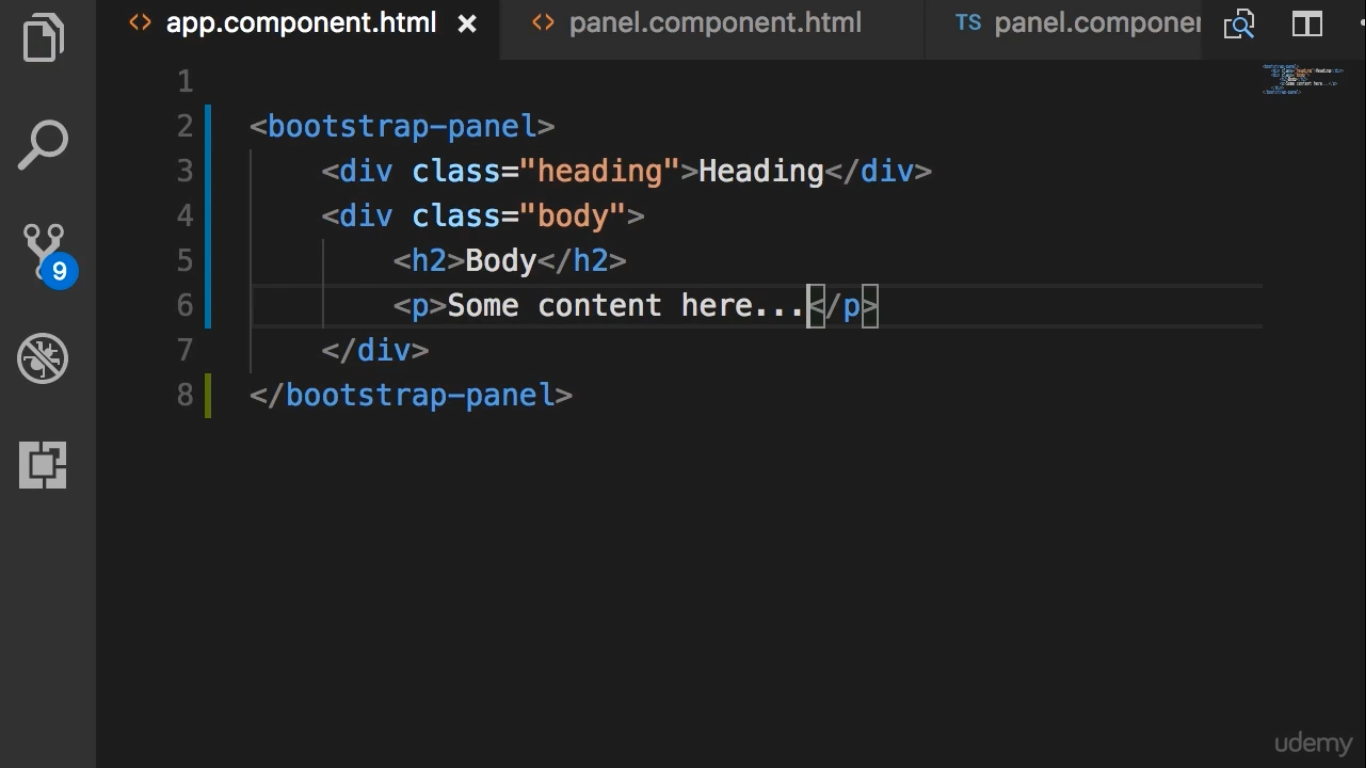 app.component.html
panel.component.html
TS panel.componen
1
2 <bootstrap-panel>
3 <div class="heading">Heading</div>
4 <div class="body">
5 <h2>Body</h2>
6 <p>Some content here...</p>
7 </div>
8 </bootstrap-panel>
9
udemy